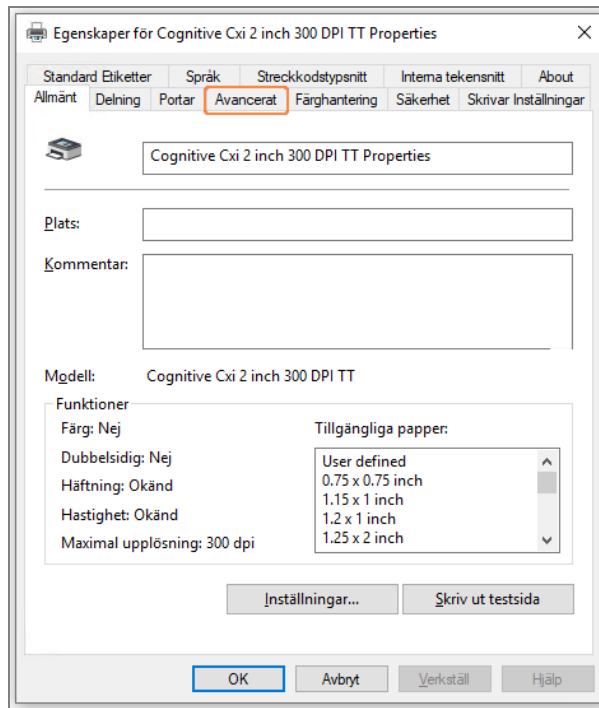 Egenskaper för Cognitive Cxi 2 inch 300 DPI TT Properties
Standard Etiketter Språk Streckkodstypsnitt Interna tekensnitt About
Allmänt Delning Portar Avancerat Färghantering Säkerhet Skrivar Inställningar
Cognitive Cxi 2 inch 300 DPI TT Properties
Plats:
Kommentar:
Modell: Cognitive Cxi 2 inch 300 DPI TT
Funktioner
Färg: Nej
Dubbelsidig: Nej
Häftning: Okänd
Hastighet: Okänd
Maximal upplösning: 300 dpi
Tillgängliga papper:
User defined
0.75 x 0.75 inch
1.15 x 1 inch
1.2 x 1 inch
1.25 x 2 inch
Inställningar... Skriv ut testsida
OK Avbryt Verkställ Hjälp